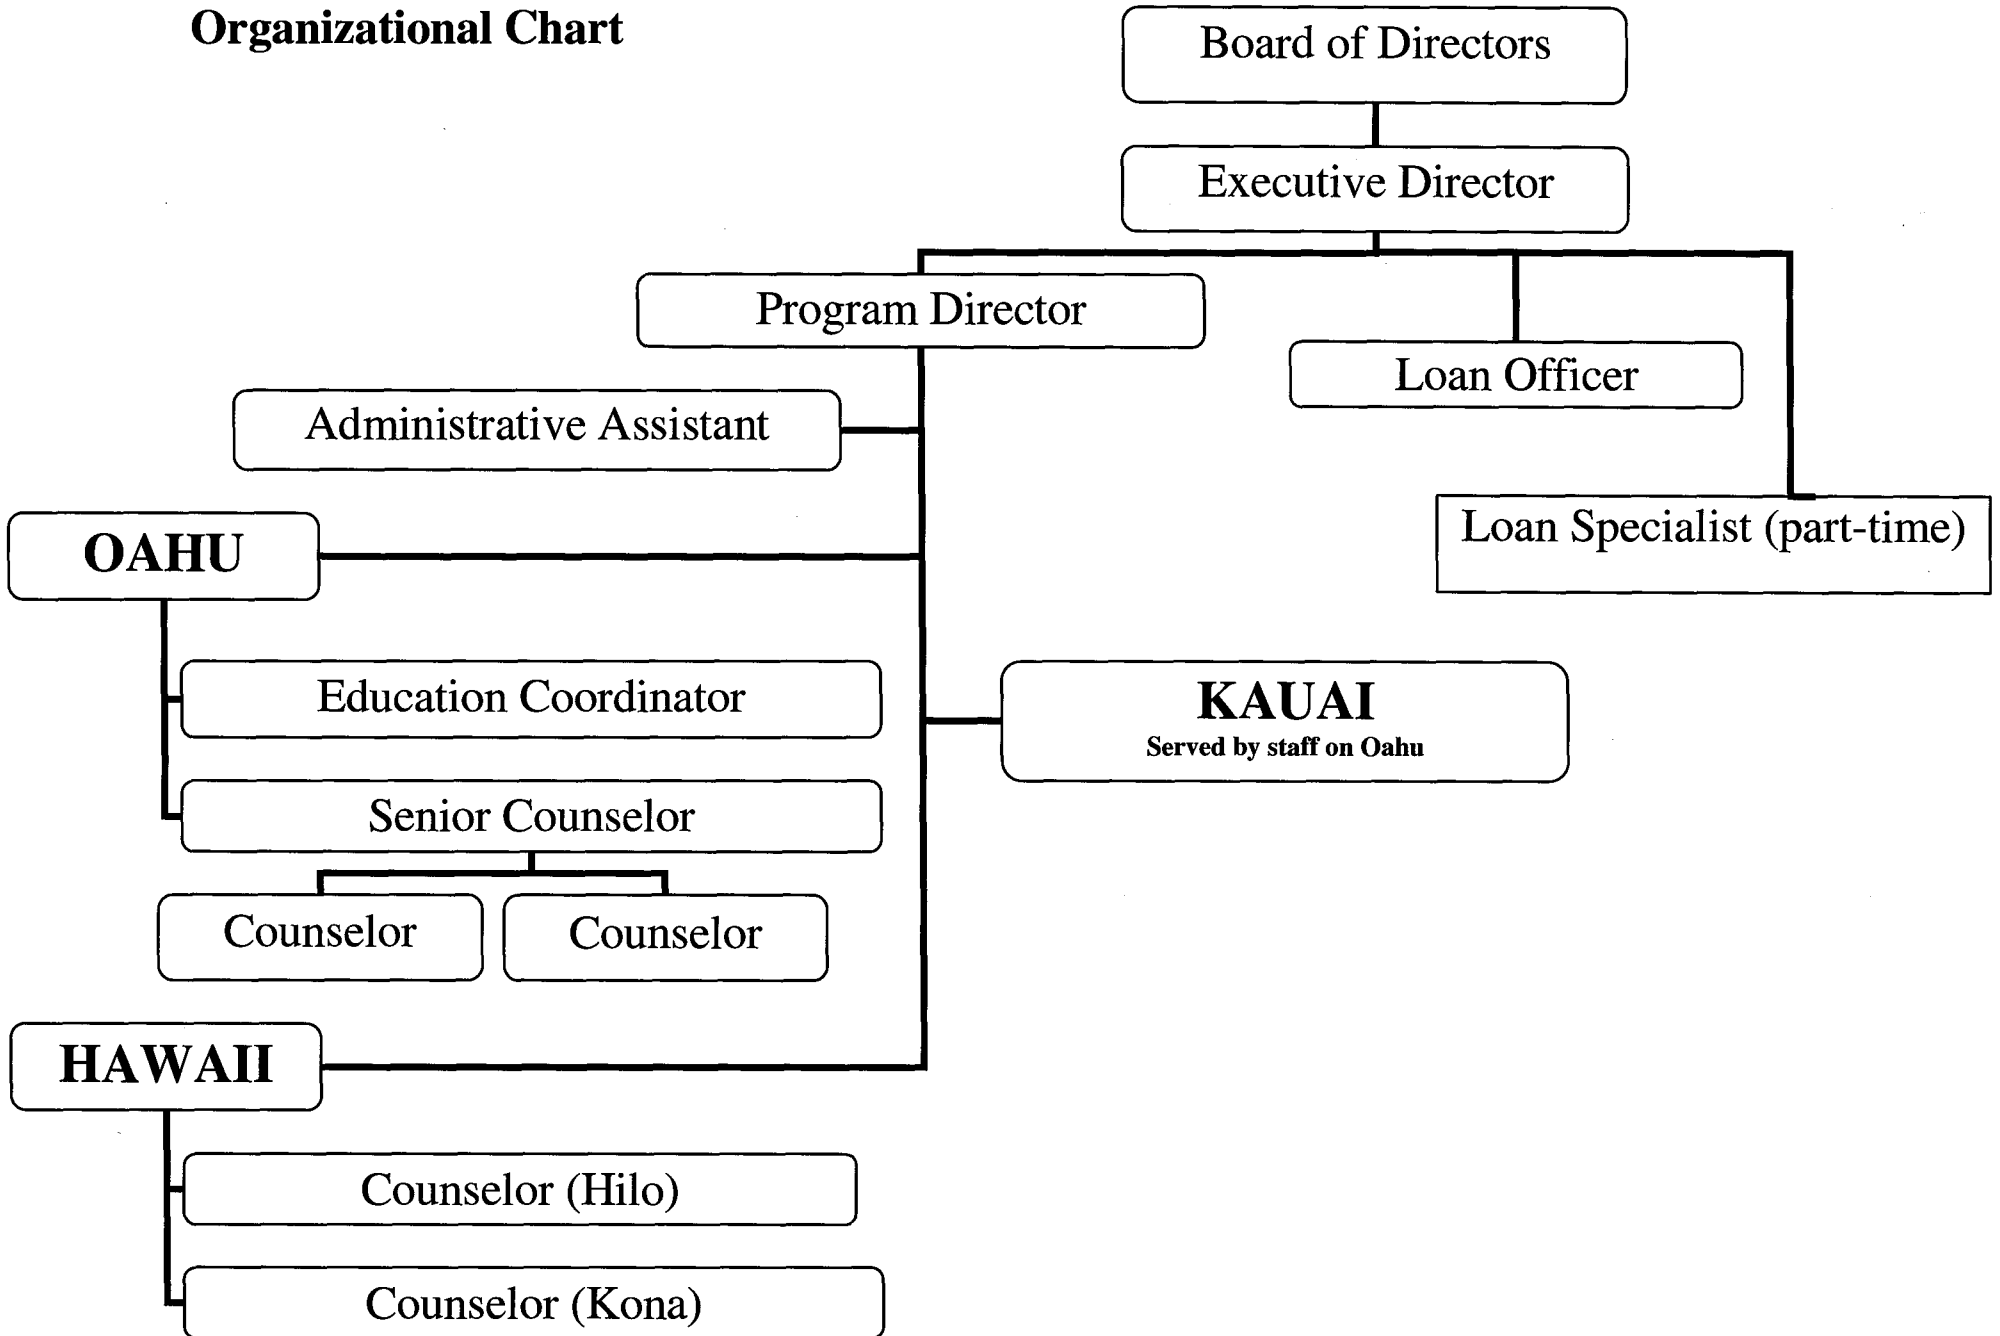 Organizational Chart
Board of Directors
Executive Director
Program Director
Loan Officer
Administrative Assistant
Loan Specialist (part-time)
OAHU
Education Coordinator
KAUAI
Served by staff on Oahu
Senior Counselor
Counselor
Counselor
HAWAII
Counselor (Hilo)
Counselor (Kona)